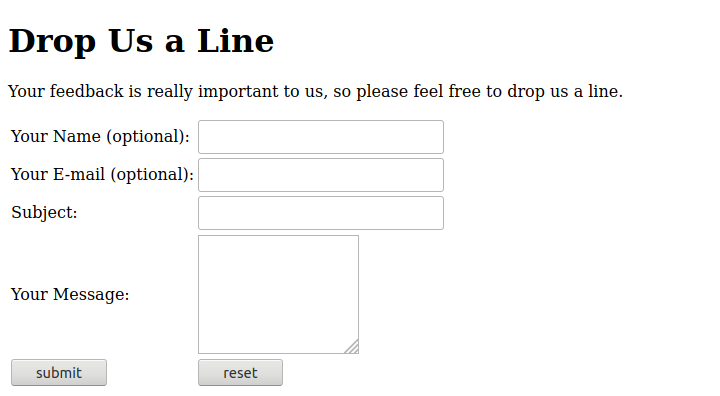 Drop Us a Line
Your feedback is really important to us, so please feel free to drop us a line.
Your Name (optional):
Your E-mail (optional):
Subject:
Your Message:
submit reset